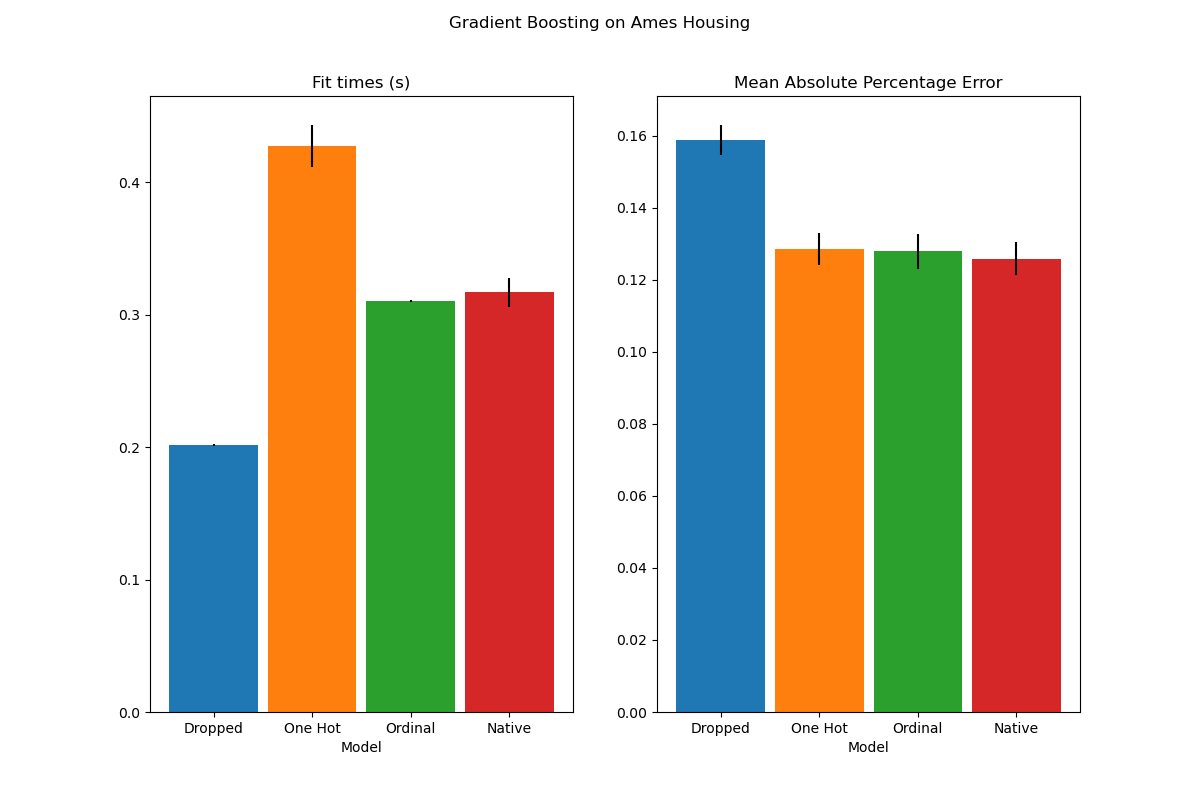 Gradient Boosting on Ames Housing
Fit times (s)
0.4
0.3
0.2
0.1
0.0
Dropped One Hot Ordinal Native
Model
Mean Absolute Percentage Error
0.16
0.14
0.12
0.10
0.08
0.06
0.04
0.02
0.00
Dropped One Hot Ordinal Native
Model